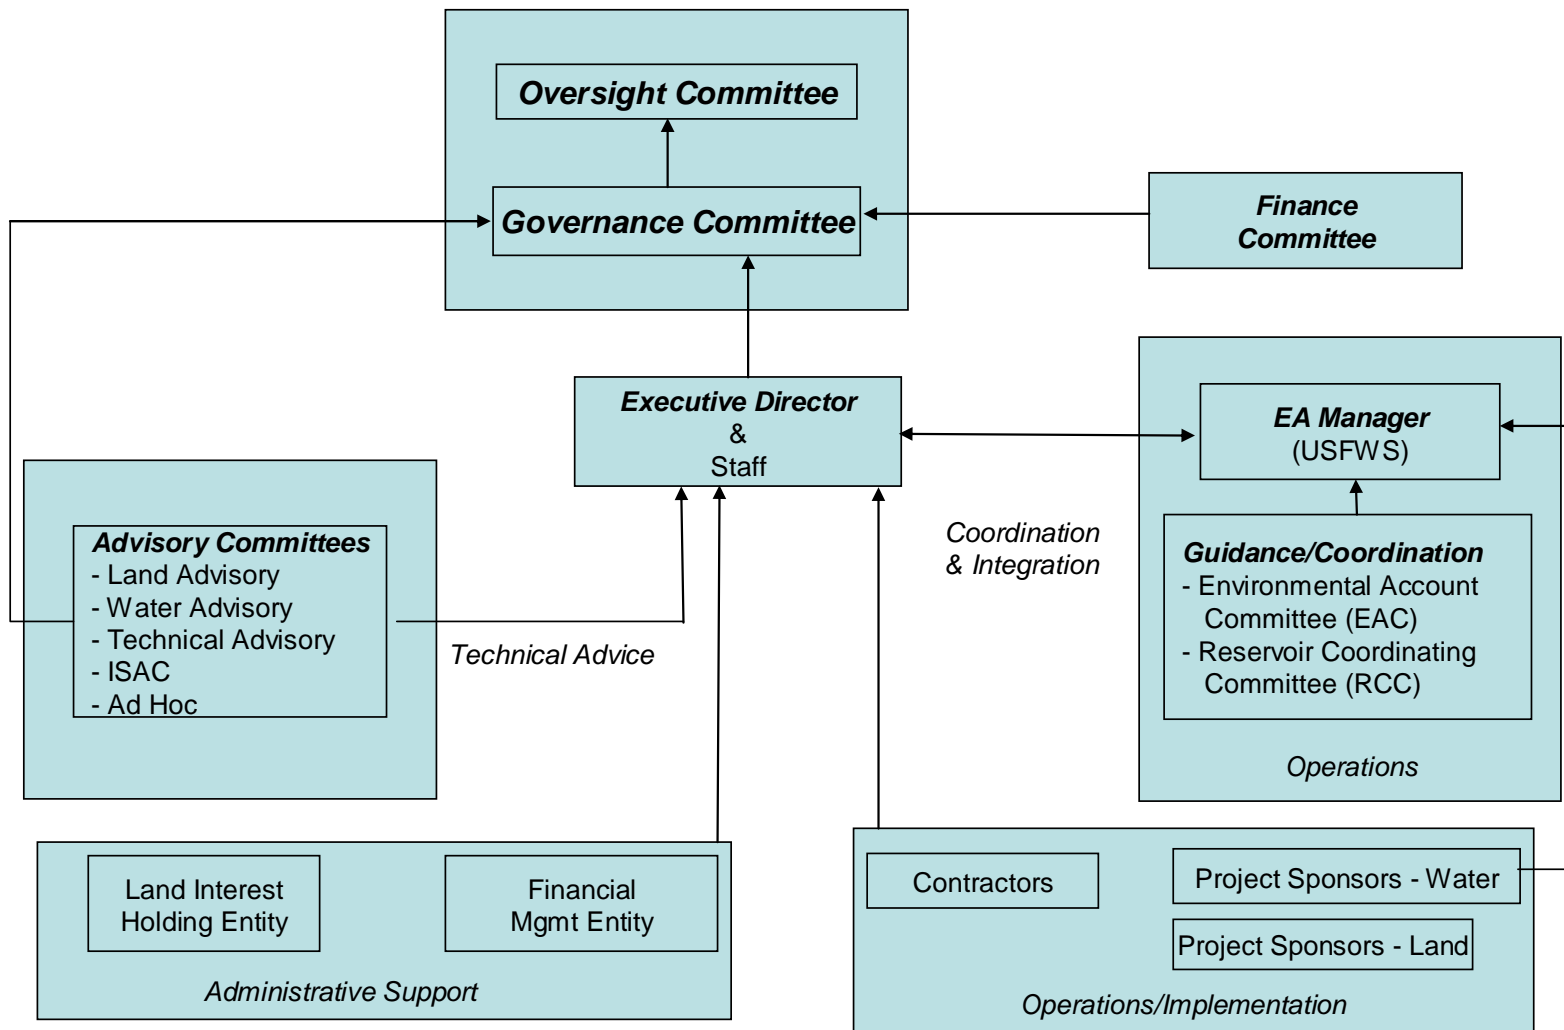 Oversight Committee
Governance Committee
Finance
Committee
Executive Director
&
Staff
EA Manager
(USFWS)
Advisory Committees
- Land Advisory
- Water Advisory
- Technical Advisory
- ISAC
- Ad Hoc
Technical Advice
Coordination
& Integration
Guidance/Coordination
- Environmental Account
Committee (EAC)
- Reservoir Coordinating
Committee (RCC)
Operations
Land Interest
Holding Entity
Financial
Mgmt Entity
Administrative Support
Contractors
Project Sponsors - Water
Project Sponsors - Land
Operations/Implementation